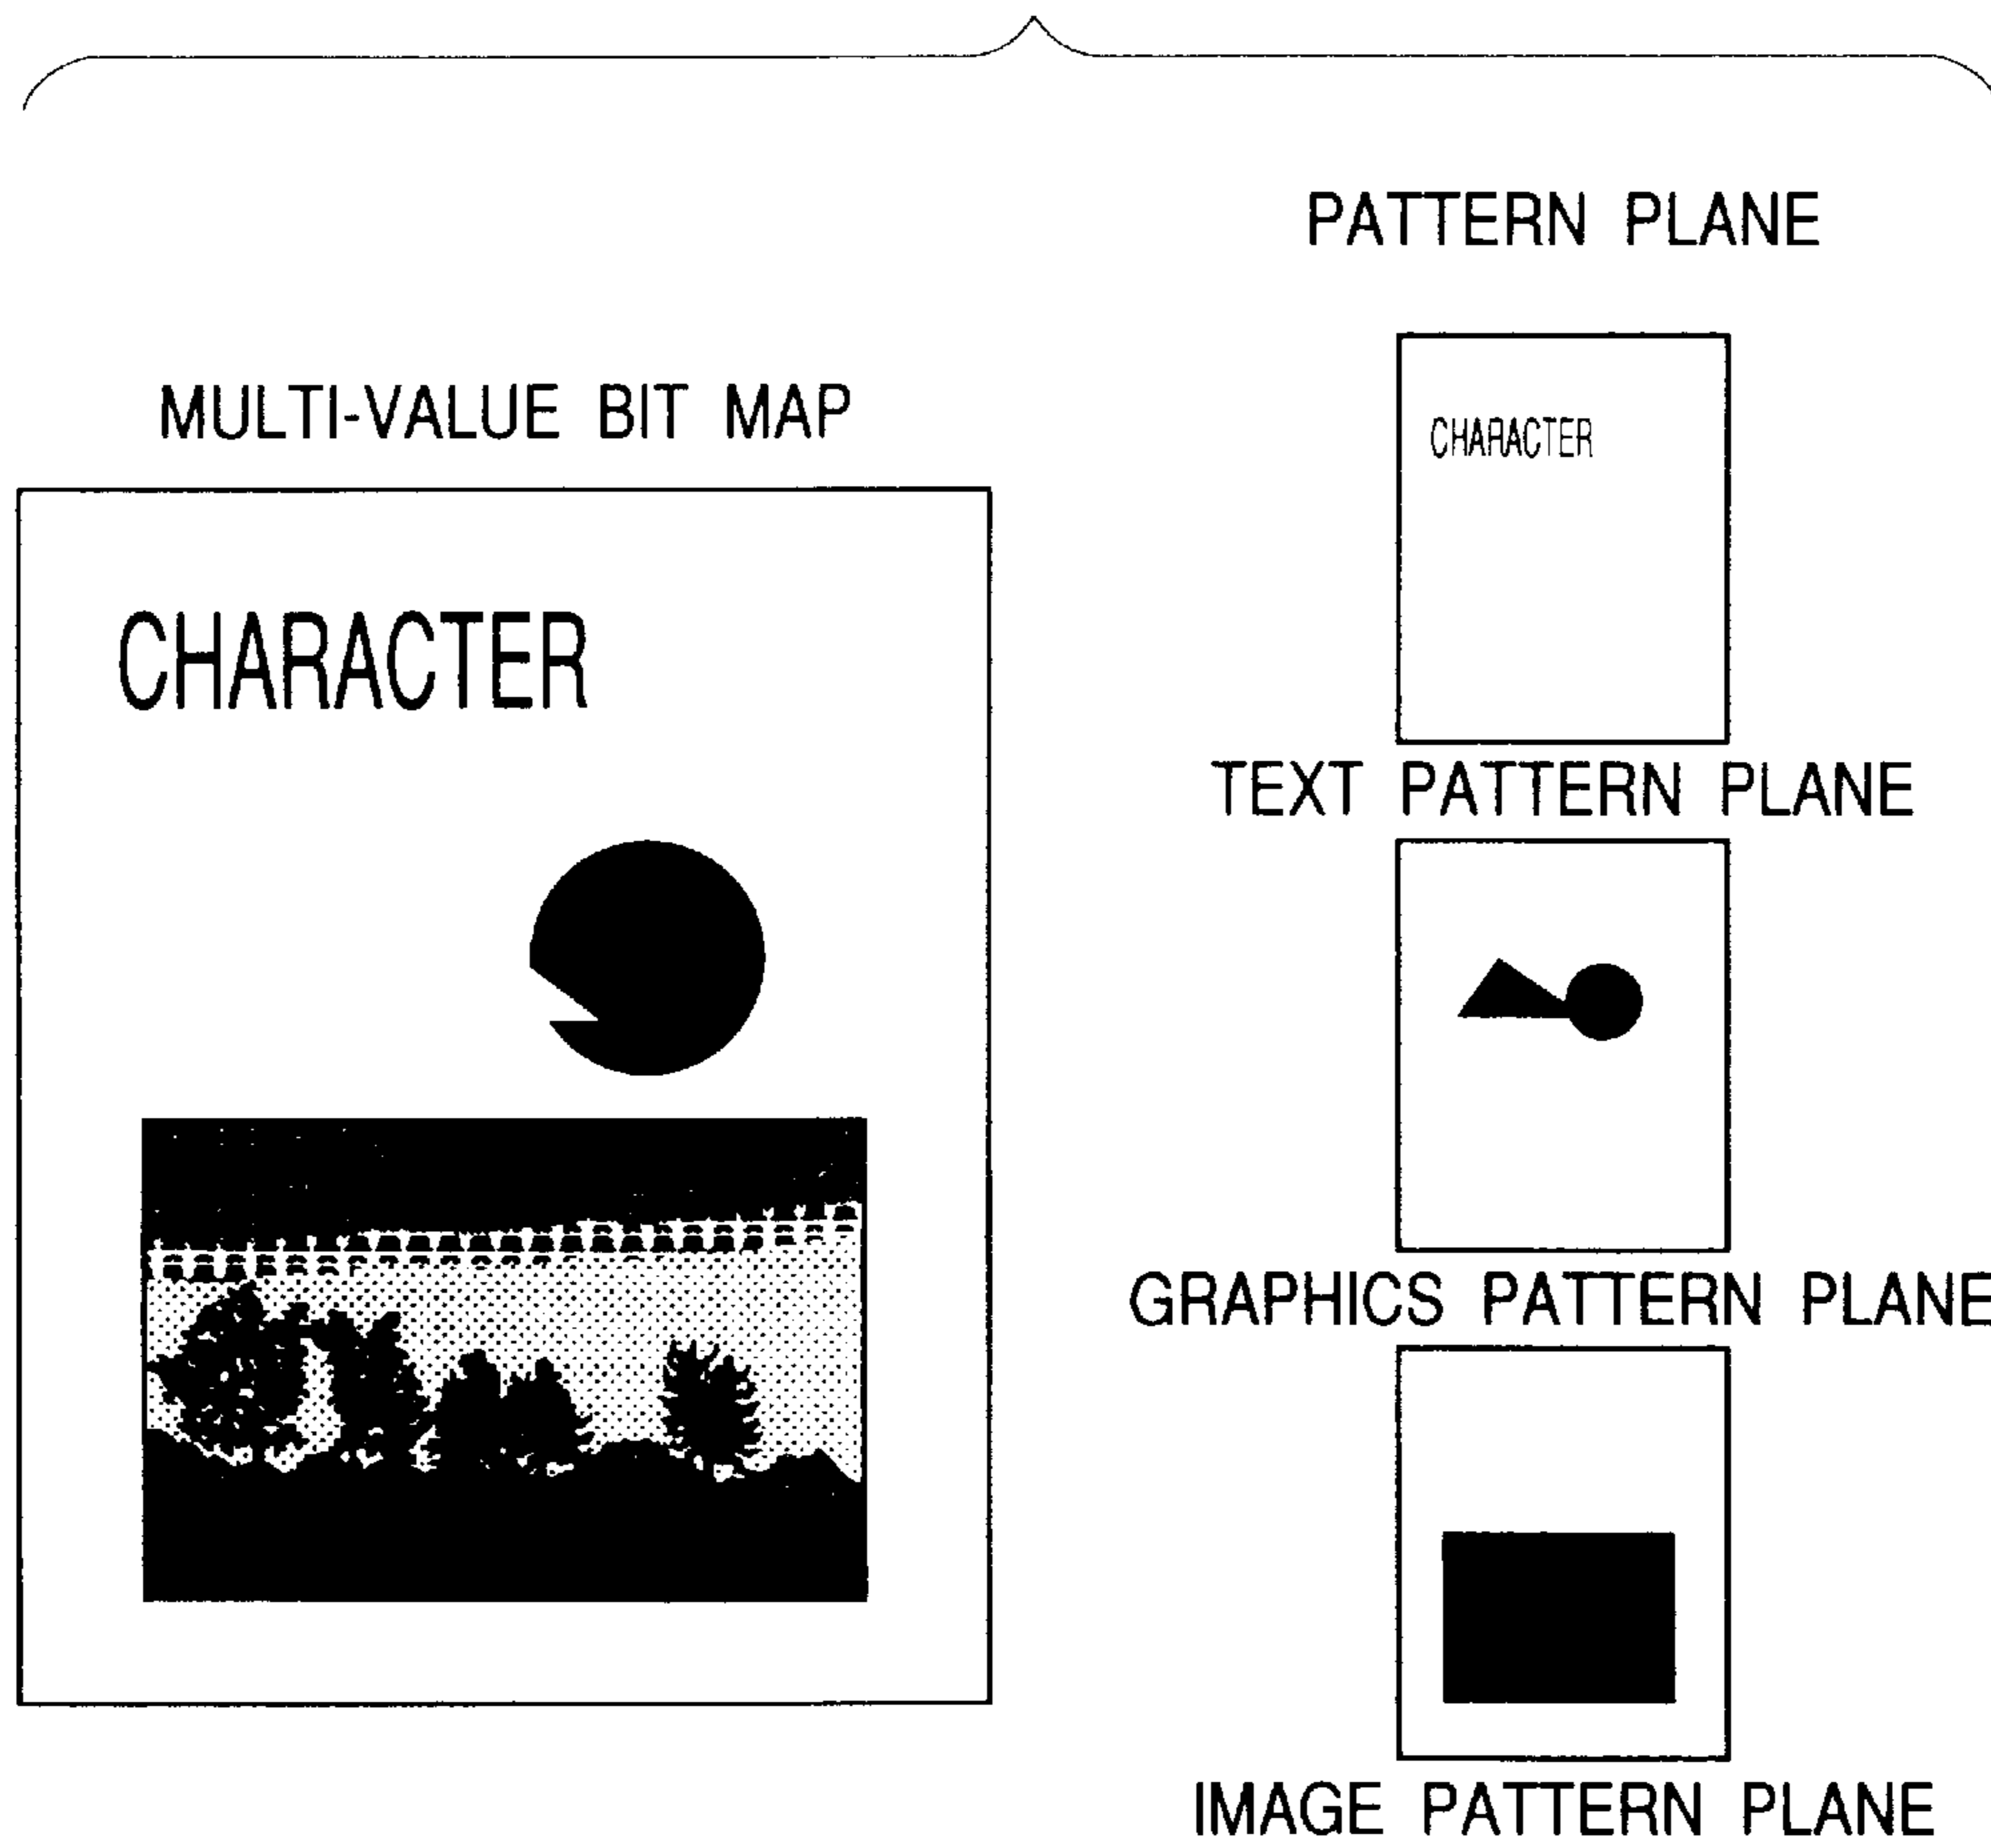 PATTERN PLANE
MULTI-VALUE BIT MAP
CHARACTER
CHARACTER
TEXT PATTERN PLANE
GRAPHICS PATTERN PLANE
IMAGE PATTERN PLANE